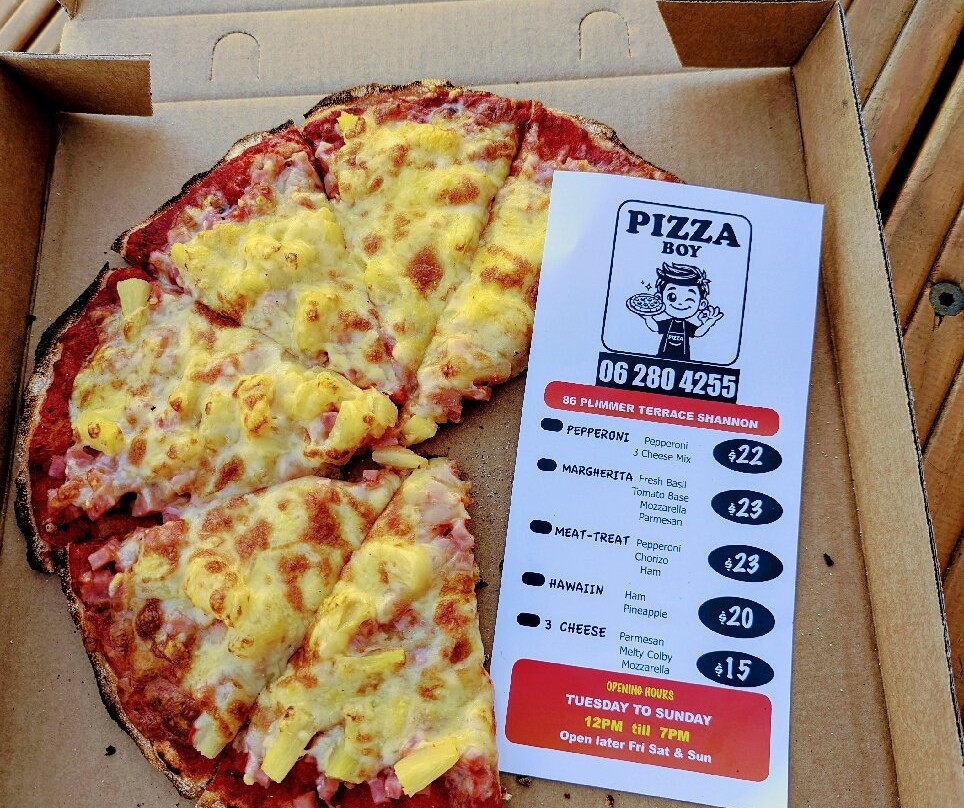 PIZZA
BOY
PIZZA
06 280 4255
86 PLIMMER TERRACE SHANNON
PEPPERONI Pepperoni $22
3 Cheese Mix
MARGHERITA Fresh Basil $23
Tomato Base
Mozzarella
Parmesan
MEAT-TREAT Pepperoni $23
Chorizo
Ham
HAWAIIN Ham $20
Pineapple
3 CHEESE Parmesan $15
Melty Colby
Mozzarella
OPENING HOURS
TUESDAY TO SUNDAY
12PM till 7PM
Open later Fri Sat & Sun